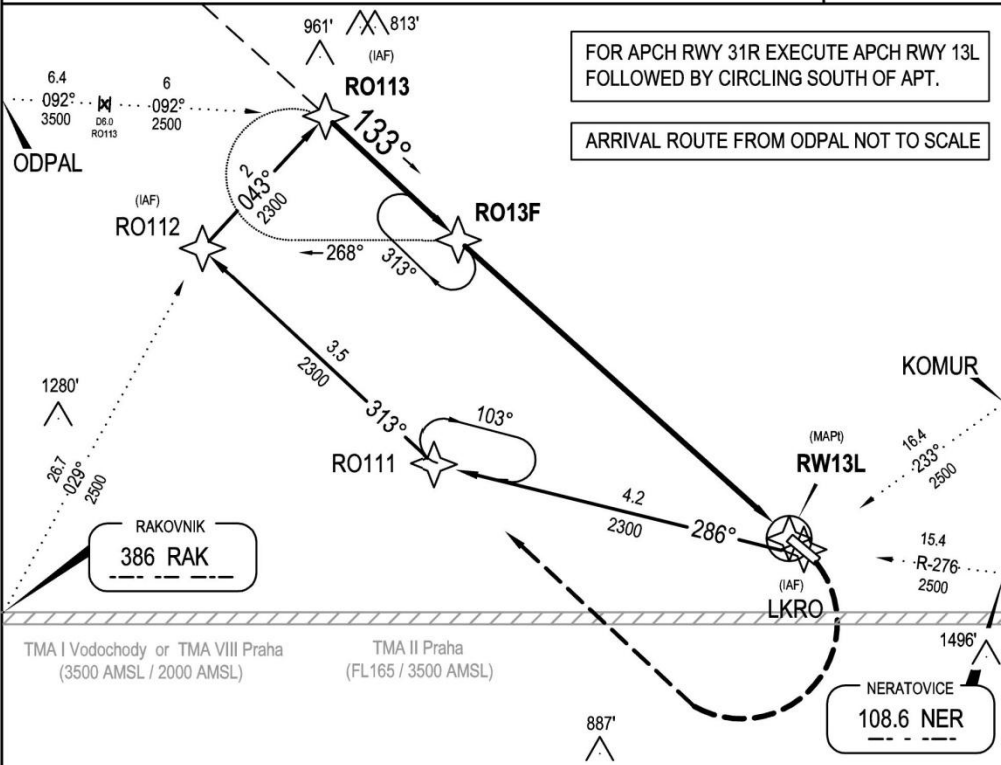 961'
813'
(IAF)
RO113
FOR APCH RWY 31R EXECUTE APCH RWY 13L
FOLLOWED BY CIRCLING SOUTH OF APT.
ARRIVAL ROUTE FROM ODPAL NOT TO SCALE
6.4
092°
3500
D6.0
RO113
6
092°
2500
ODPAL
133°
2
043°
2300
(IAF)
RO112
RO13F
268°
313°
3.5
2300
313°
1280'
26.7
029°
2500
RO111
103°
4.2
2300
286°
KOMUR
16.4
233°
2500
(MAPt)
RW13L
15.4
R-276
2500
(IAF)
LKRO
RAKOVNIK
386 RAK
TMA I Vodochody or TMA VIII Praha
(3500 AMSL / 2000 AMSL)
TMA II Praha
(FL165 / 3500 AMSL)
1496'
NERATOVICE
108.6 NER
887'